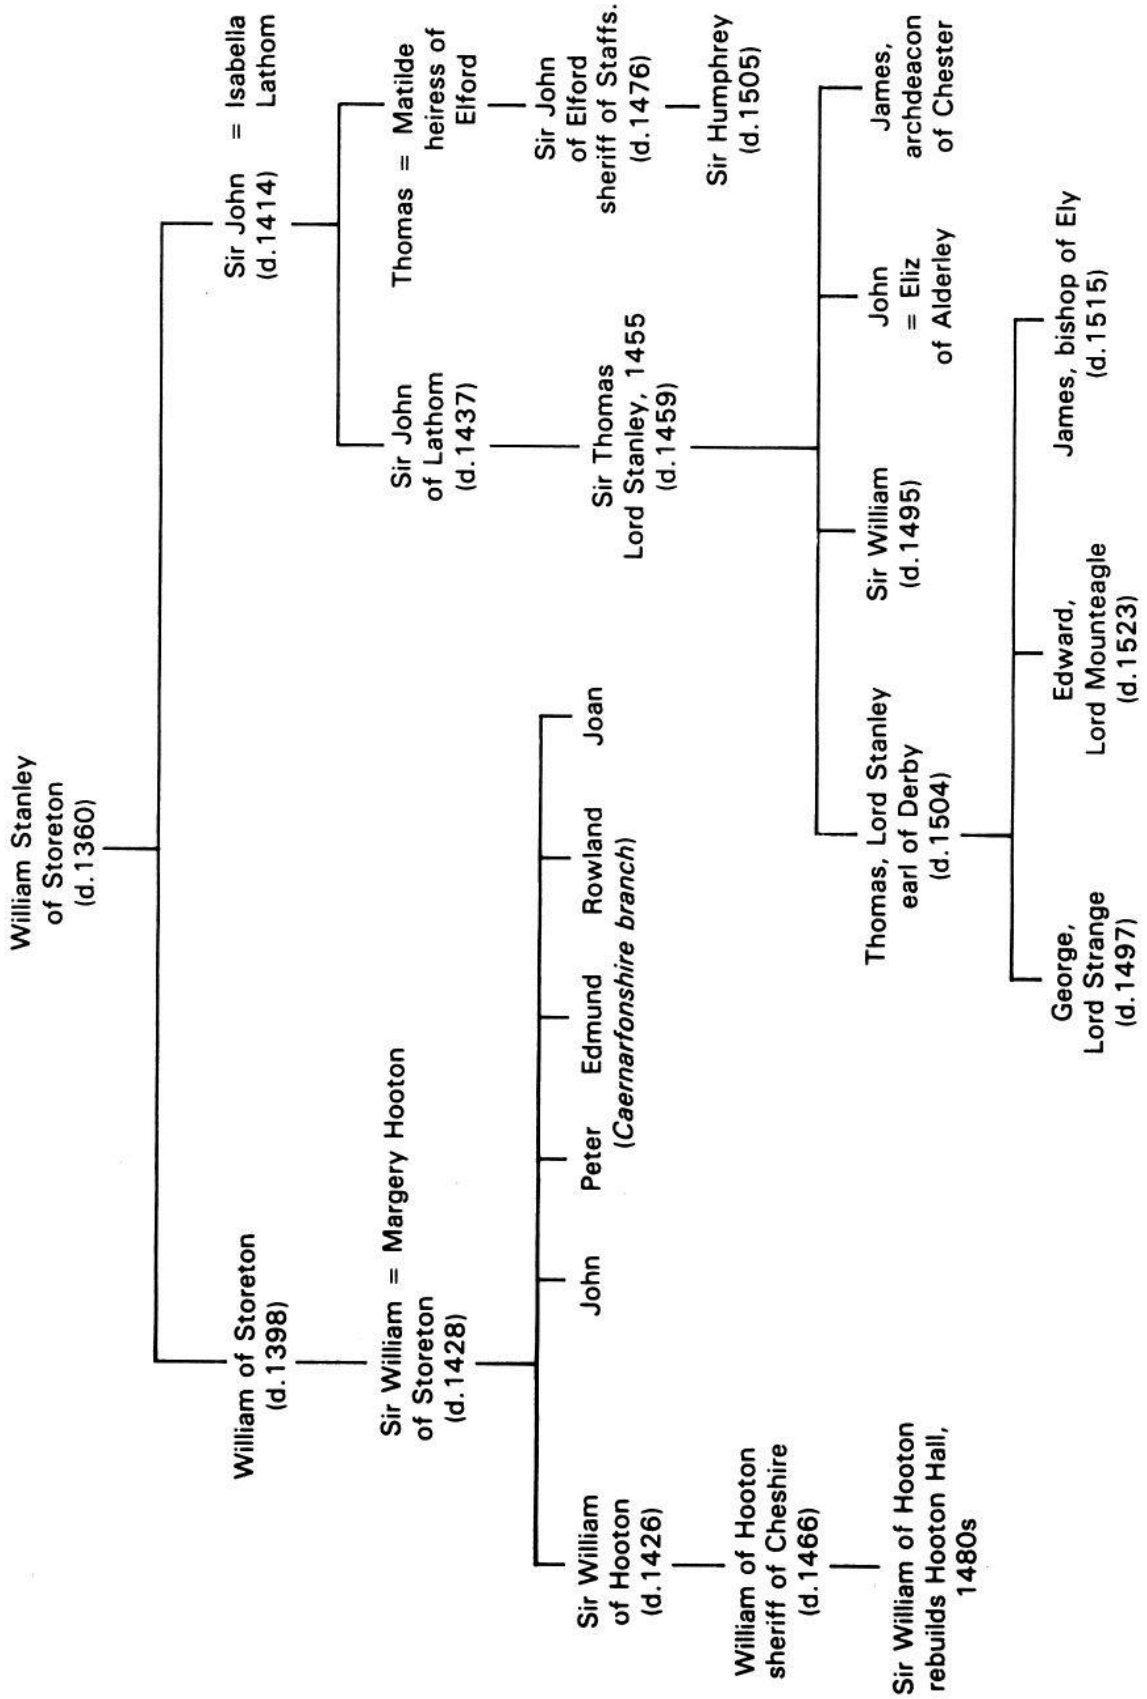 William Stanley
of Storeton
(d.1360)
William of Storeton
(d.1398)
Sir John = Isabella
(d.1414) Lathom
Sir William = Margery Hooton
of Storeton
(d.1428)
Sir John
of Lathom
(d.1437)
Thomas = Matilde
heiress of
Elford
Sir William
of Hooton
(d.1426)
John Peter Edmund Rowland Joan
(Caernarfonshire branch)
Sir Thomas
Lord Stanley, 1455
(d.1459)
Sir John
of Elford
sheriff of Staffs.
(d.1476)
William of Hooton
sheriff of Cheshire
(d.1466)
Sir Humphrey
(d.1505)
Sir William of Hooton
rebuilds Hooton Hall,
1480s
Thomas, Lord Stanley
earl of Derby
(d.1504)
Sir William
(d.1495)
John
= Eliz
of Alderley
James,
archdeacon
of Chester
George,
Lord Strange
(d.1497)
Edward,
Lord Mounteagle
(d.1523)
James, bishop of Ely
(d.1515)